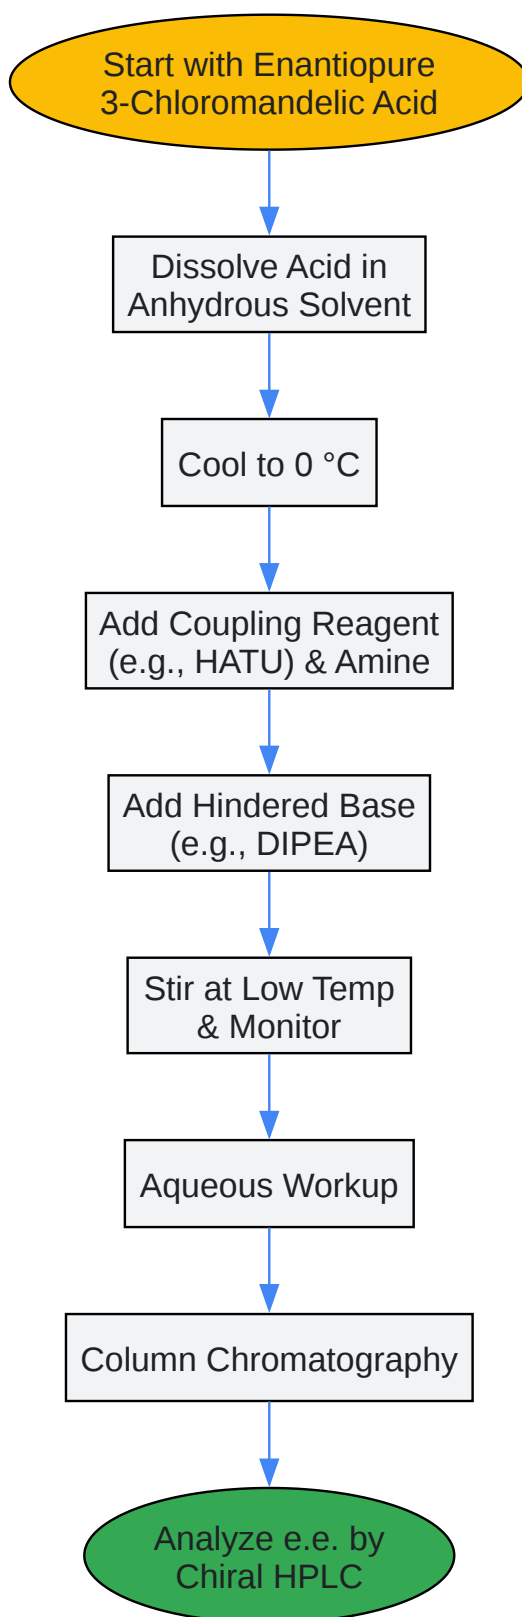 Start with Enantiopure
3-Chloromandelic Acid
Dissolve Acid in
Anhydrous Solvent
Cool to 0 °C
Add Coupling Reagent
(e.g., HATU) & Amine
Add Hindered Base
(e.g., DIPEA)
Stir at Low Temp
& Monitor
Aqueous Workup
Column Chromatography
Analyze e.e. by
Chiral HPLC